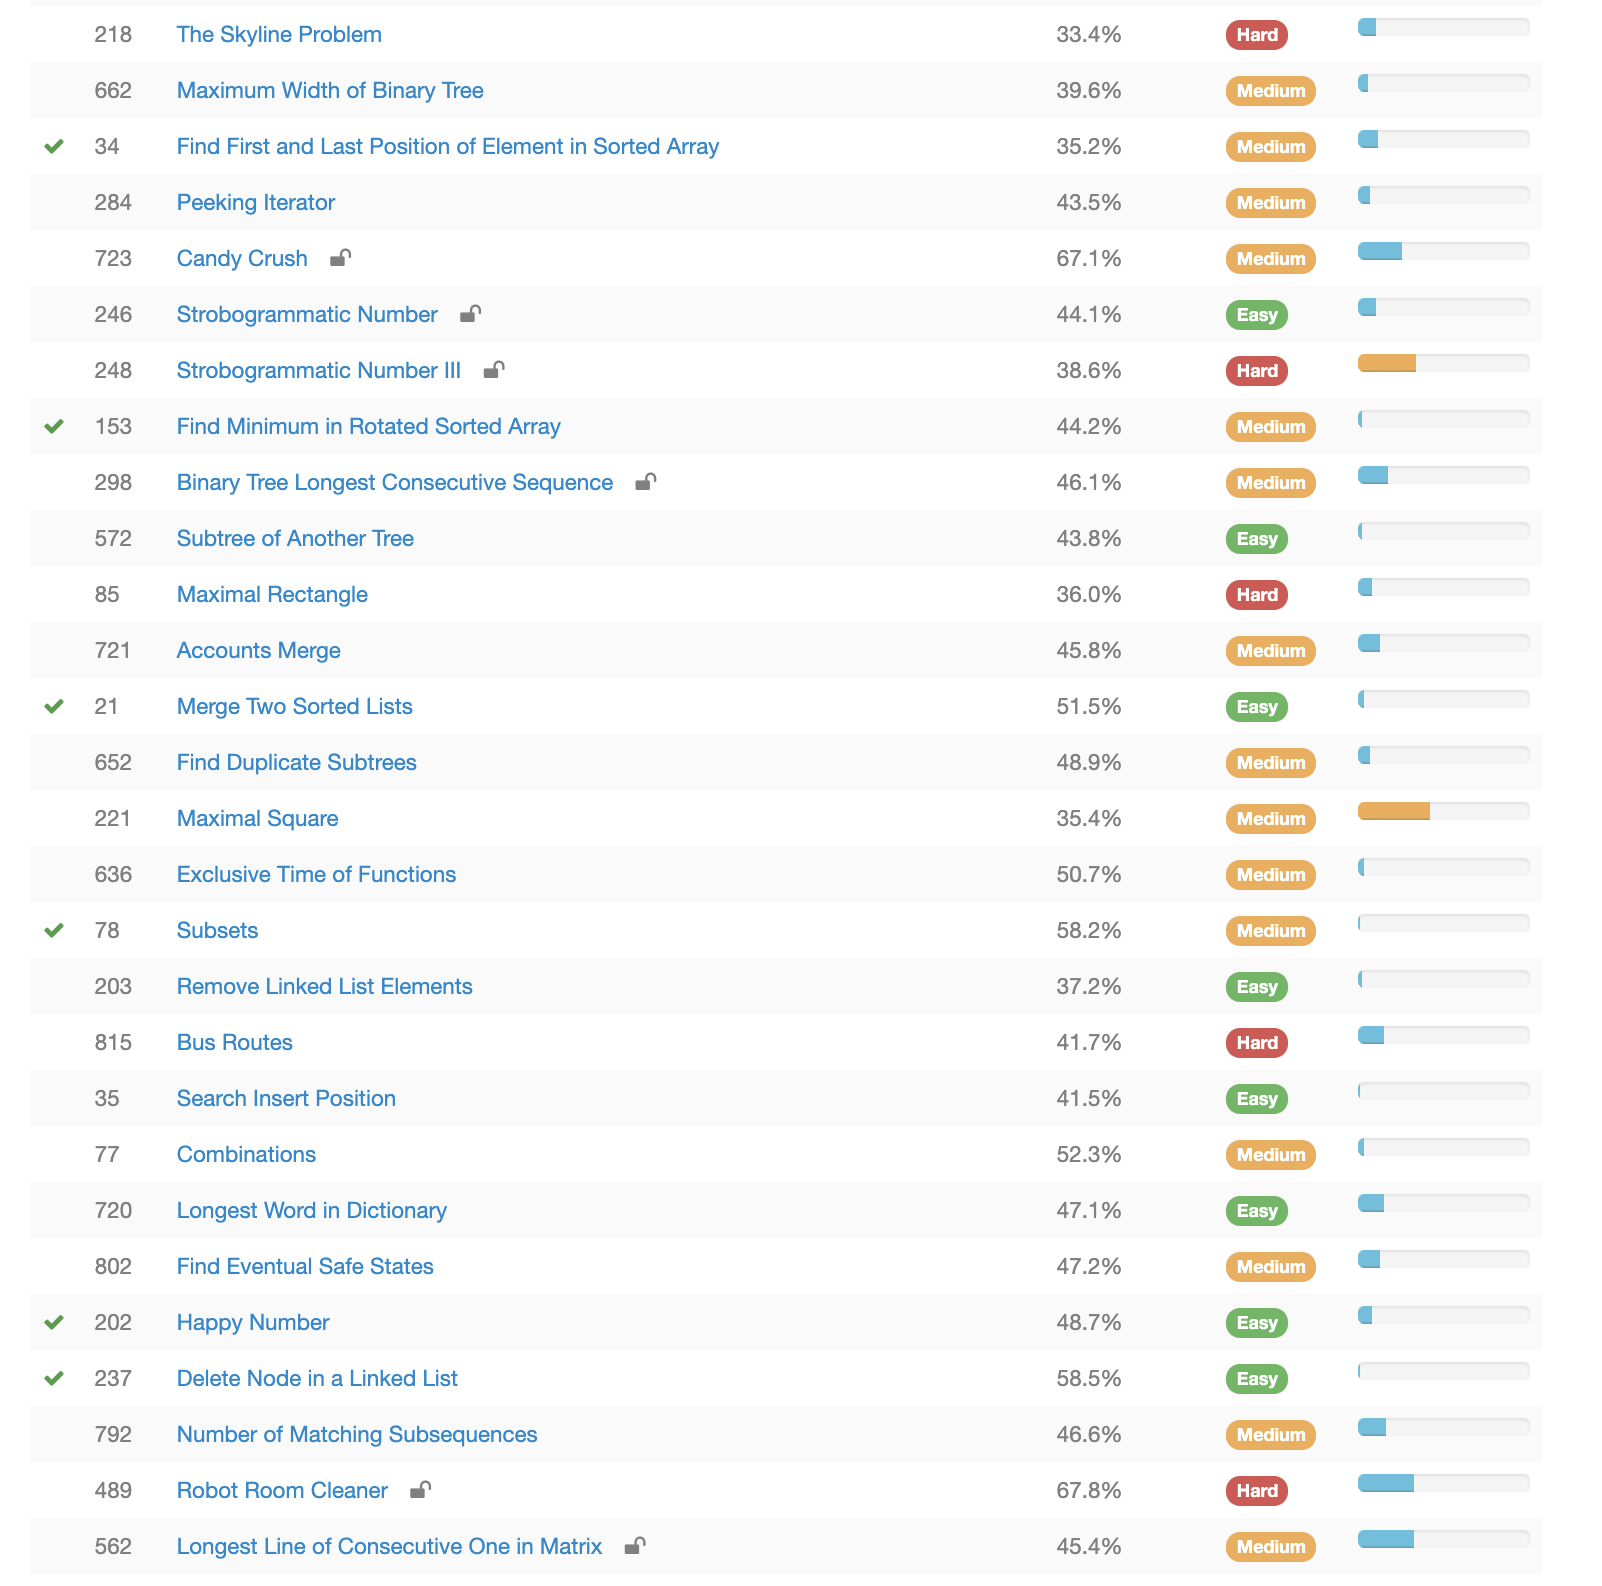 218 The Skyline Problem 33.4% Hard
662 Maximum Width of Binary Tree 39.6% Medium
34 Find First and Last Position of Element in Sorted Array 35.2% Medium
284 Peeking Iterator 43.5% Medium
723 Candy Crush 67.1% Medium
246 Strobogrammatic Number 44.1% Easy
248 Strobogrammatic Number III 38.6% Hard
153 Find Minimum in Rotated Sorted Array 44.2% Medium
298 Binary Tree Longest Consecutive Sequence 46.1% Medium
572 Subtree of Another Tree 43.8% Easy
85 Maximal Rectangle 36.0% Hard
721 Accounts Merge 45.8% Medium
21 Merge Two Sorted Lists 51.5% Easy
652 Find Duplicate Subtrees 48.9% Medium
221 Maximal Square 35.4% Medium
636 Exclusive Time of Functions 50.7% Medium
78 Subsets 58.2% Medium
203 Remove Linked List Elements 37.2% Easy
815 Bus Routes 41.7% Hard
35 Search Insert Position 41.5% Easy
77 Combinations 52.3% Medium
720 Longest Word in Dictionary 47.1% Easy
802 Find Eventual Safe States 47.2% Medium
202 Happy Number 48.7% Easy
237 Delete Node in a Linked List 58.5% Easy
792 Number of Matching Subsequences 46.6% Medium
489 Robot Room Cleaner 67.8% Hard
562 Longest Line of Consecutive One in Matrix 45.4% Medium